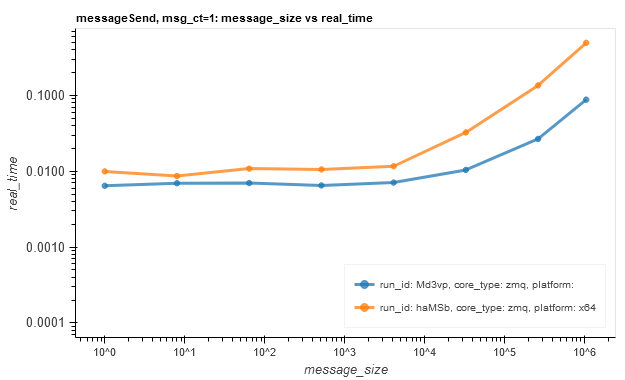 messageSend, msg_ct=1: message_size vs real_time
real_time
0.1000
0.0100
0.0010
0.0001
run_id: Md3vp, core_type: zmq, platform:
run_id: haMSb, core_type: zmq, platform: x64
10^0 10^1 10^2 10^3 10^4 10^5 10^6
message_size